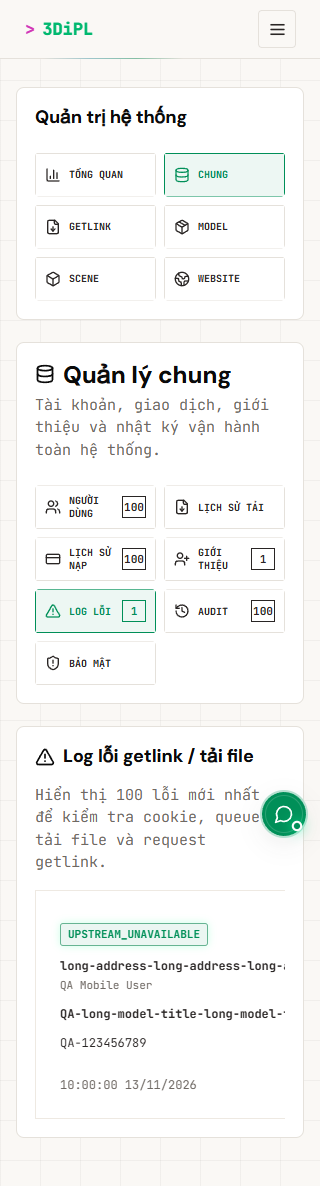 > 3DiPL
Quản trị hệ thống
TỔNG QUAN
CHUNG
GETLINK
MODEL
SCENE
WEBSITE
Quản lý chung
Tài khoản, giao dịch, giới
thiệu và nhật ký vận hành
toàn hệ thống.
NGƯỜI
DÙNG
100
LỊCH SỬ TẢI
LỊCH SỬ
NẠP
100
GIỚI
THIỆU
1
LOG LỖI
1
AUDIT
100
BẢO MẬT
Log lỗi getlink / tải file
Hiển thị 100 lỗi mới nhất
để kiểm tra cookie, queue
tải file và request
getlink.
UPSTREAM_UNAVAILABLE
long-address-long-address-long-
QA Mobile User
QA-long-model-title-long-model-
QA-123456789
10:00:00 13/11/2026